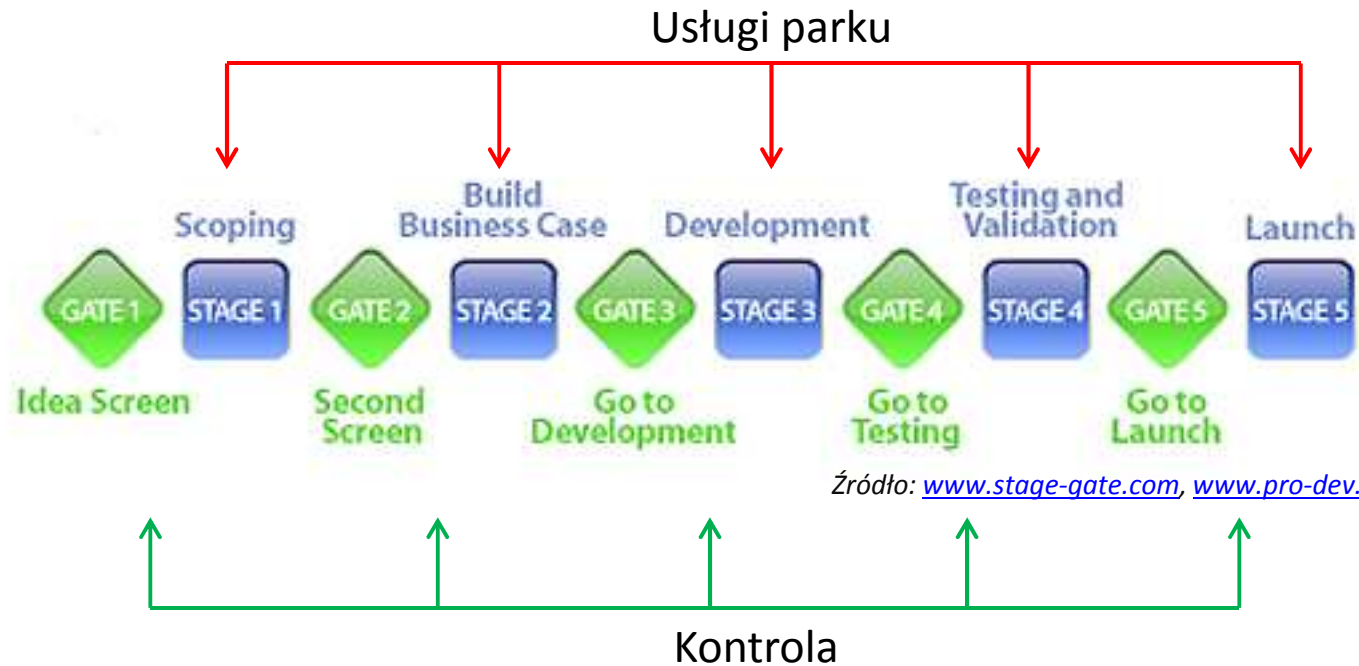 Usługi parku
Scoping
Build
Business Case
Development
Testing and
Validation
Launch
GATE 1
STAGE 1
GATE 2
STAGE 2
GATE 3
STAGE 3
GATE 4
STAGE 4
GATE 5
STAGE 5
Idea Screen
Second
Screen
Go to
Development
Go to
Testing
Go to
Launch
Źródło: www.stage-gate.com, www.pro-dev.
Kontrola